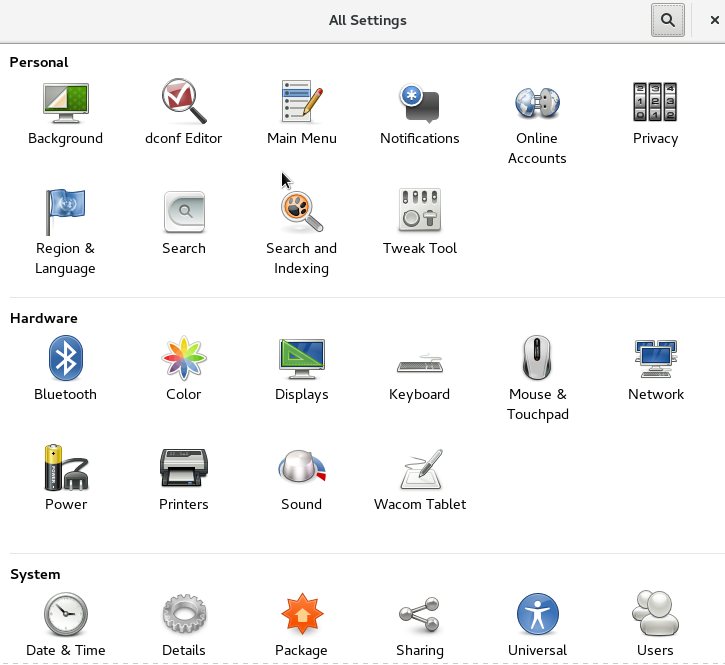 All Settings
Personal
Background dconf Editor Main Menu Notifications Online Accounts Privacy
Region & Language Search Search and Indexing Tweak Tool
Hardware
Bluetooth Color Displays Keyboard Mouse & Touchpad Network
Power Printers Sound Wacom Tablet
System
Date & Time Details Package Sharing Universal Users